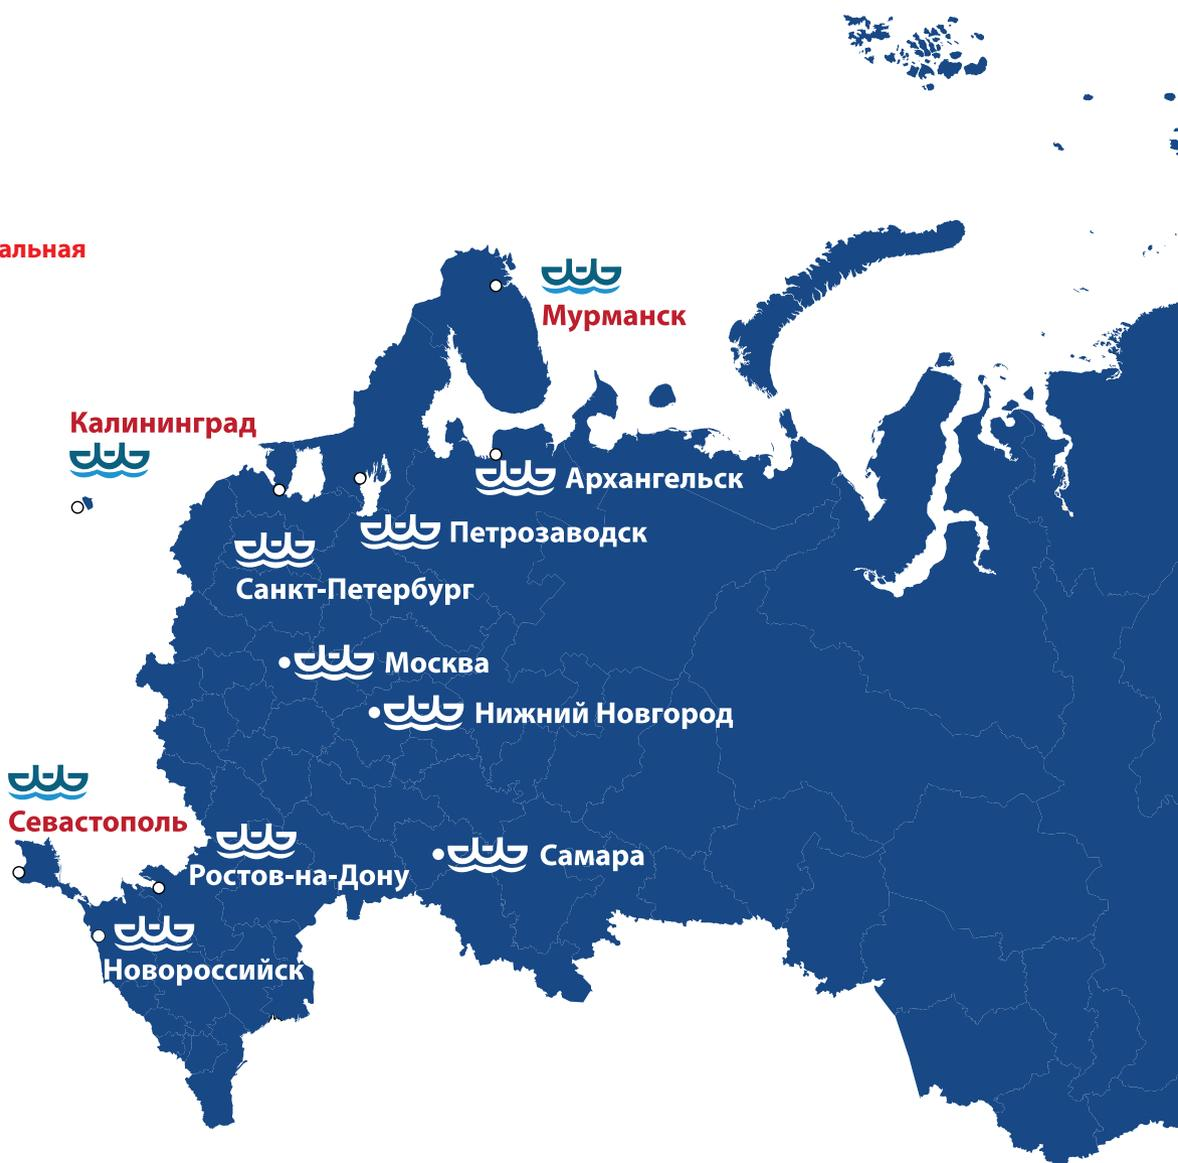 альная
Мурманск
Калининград
Архангельск
Петрозаводск
Санкт-Петербург
Москва
Нижний Новгород
Севастополь
Самара
Ростов-на-Дону
Новороссийск